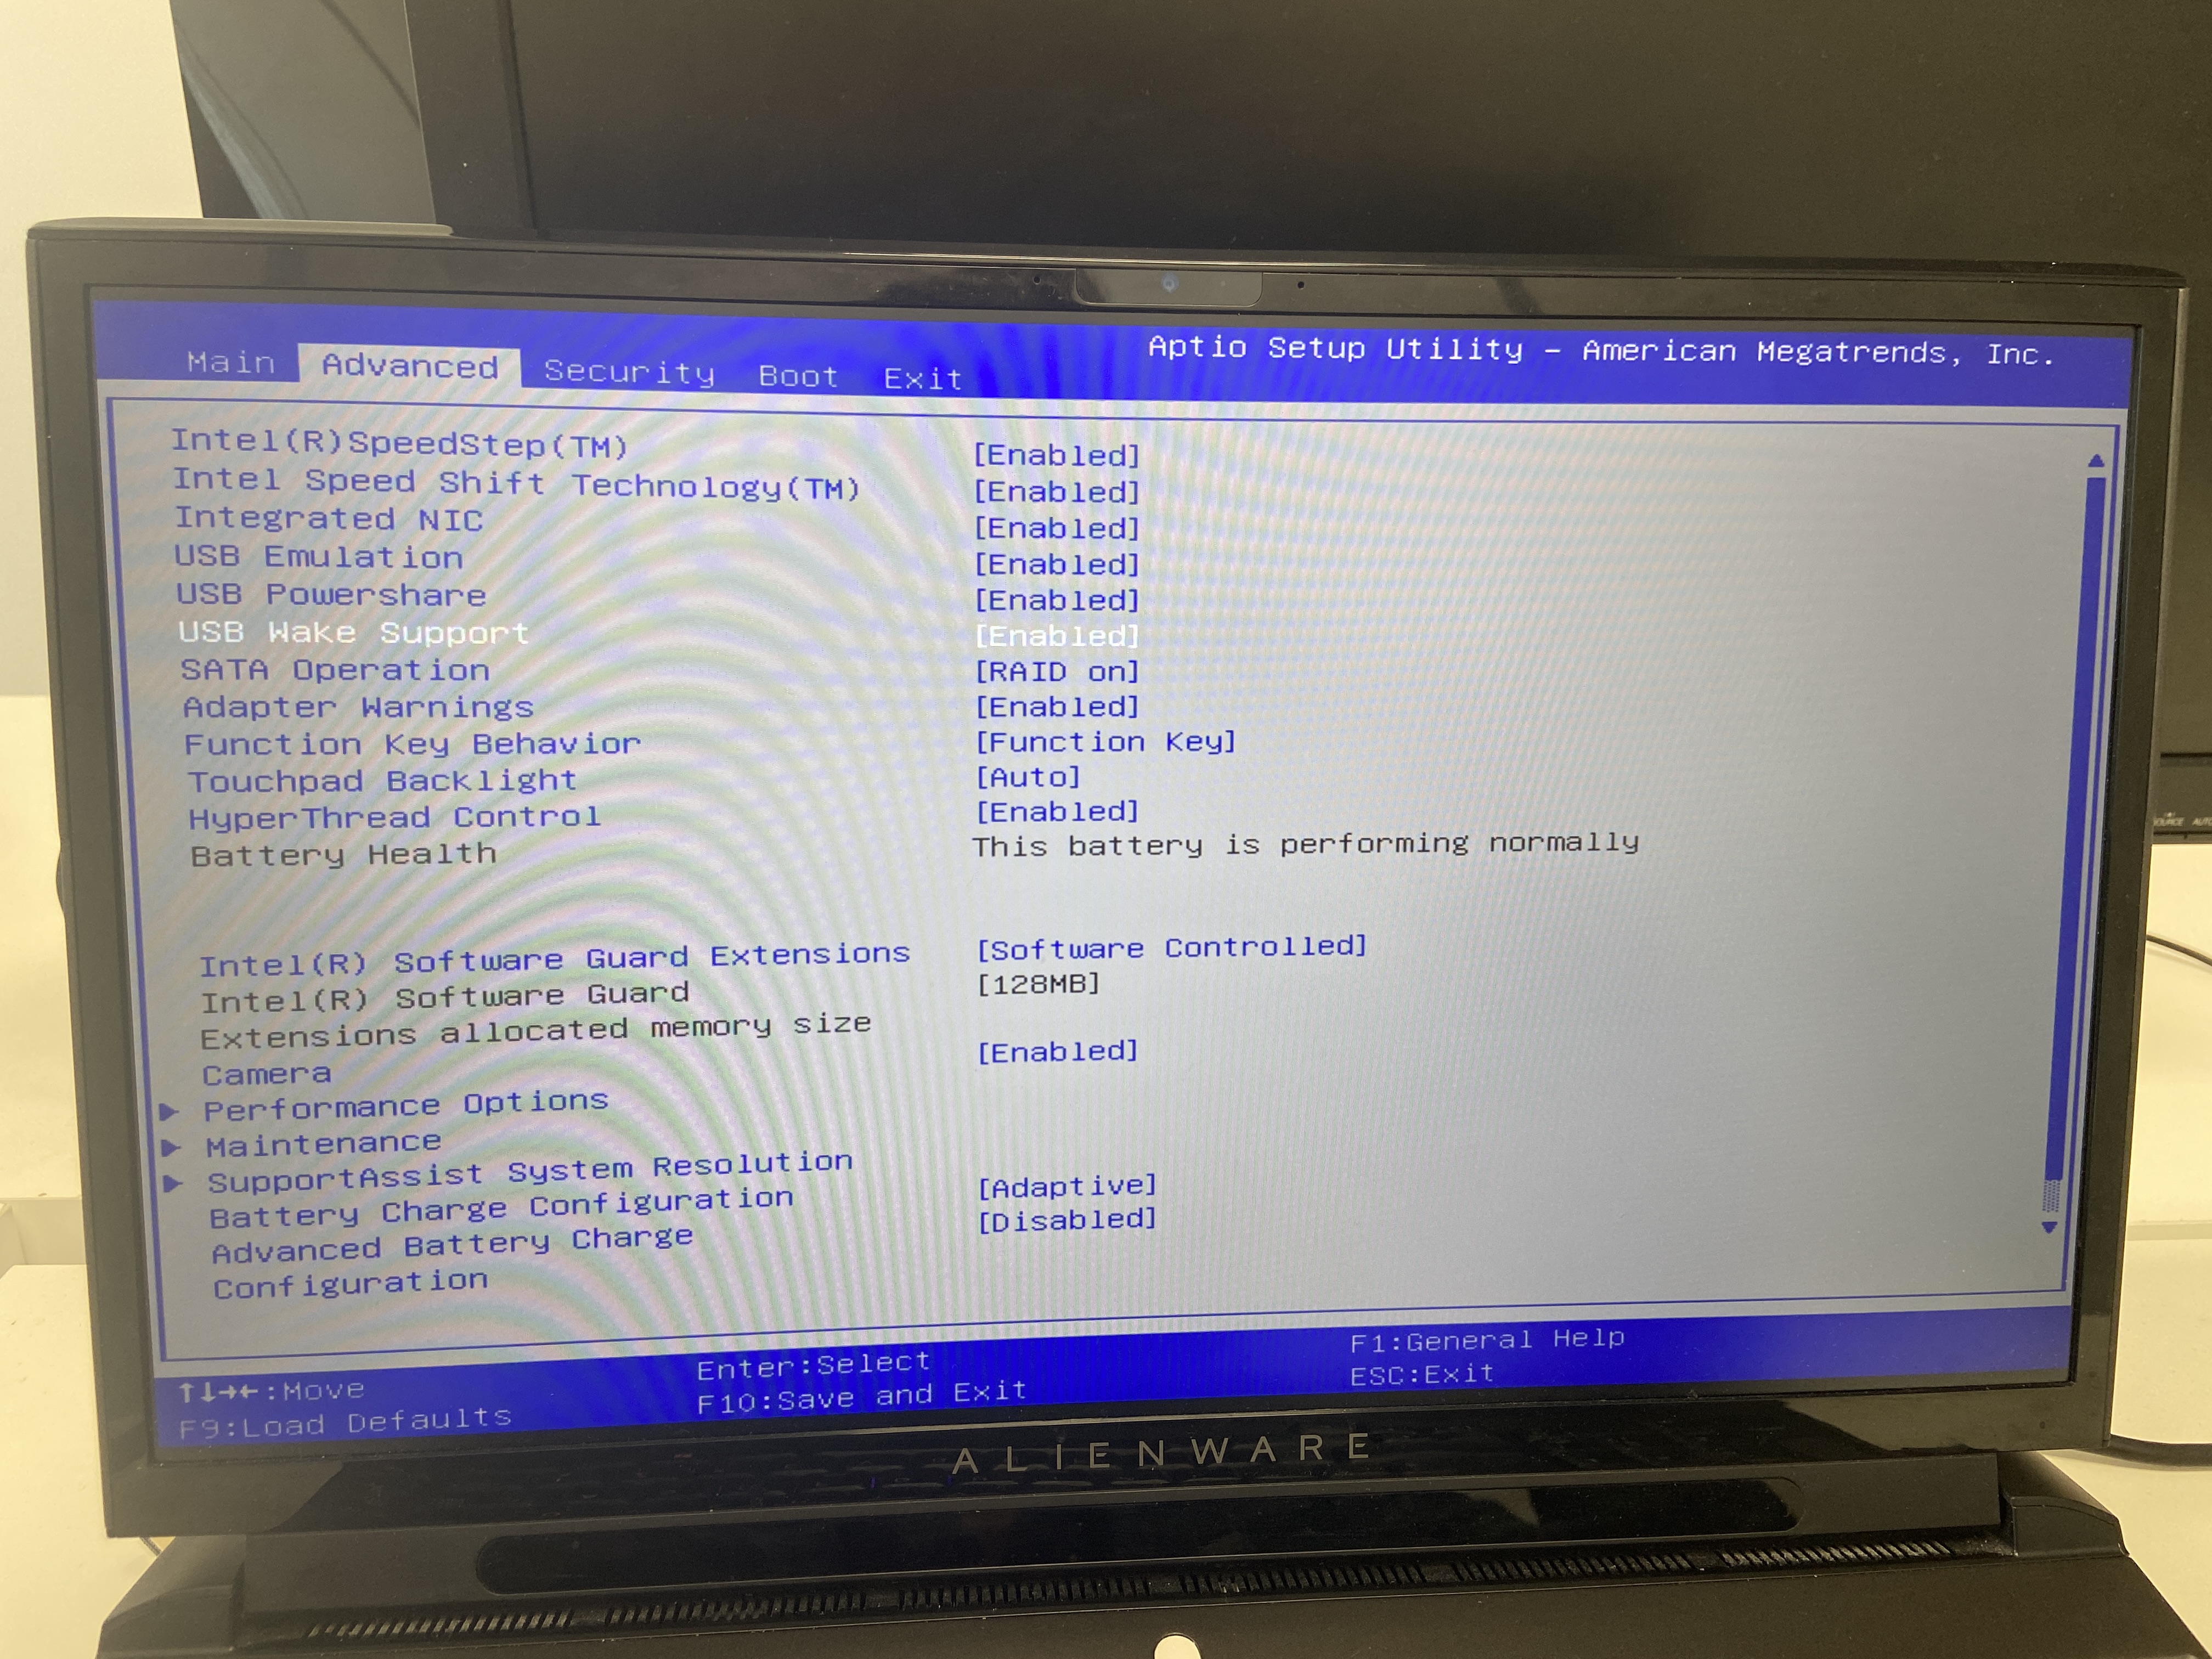 Aptio Setup Utility – American Megatrends, Inc.
Main Advanced Security Boot Exit
Intel(R)SpeedStep(TM) [Enabled]
Intel Speed Shift Technology(TM) [Enabled]
Integrated NIC [Enabled]
USB Emulation [Enabled]
USB Powershare [Enabled]
USB Wake Support [Enabled]
SATA Operation [RAID on]
Adapter Warnings [Enabled]
Function Key Behavior [Function Key]
Touchpad Backlight [Auto]
HyperThread Control [Enabled]
Battery Health This battery is performing normally
Intel(R) Software Guard Extensions [Software Controlled]
Intel(R) Software Guard [128MB]
Extensions allocated memory size
Camera [Enabled]
▶ Performance Options
▶ Maintenance
▶ SupportAssist System Resolution
Battery Charge Configuration [Adaptive]
Advanced Battery Charge [Disabled]
Configuration
↑↓→←:Move Enter:Select F1:General Help
F9:Load Defaults F10:Save and Exit ESC:Exit
ALIENWARE